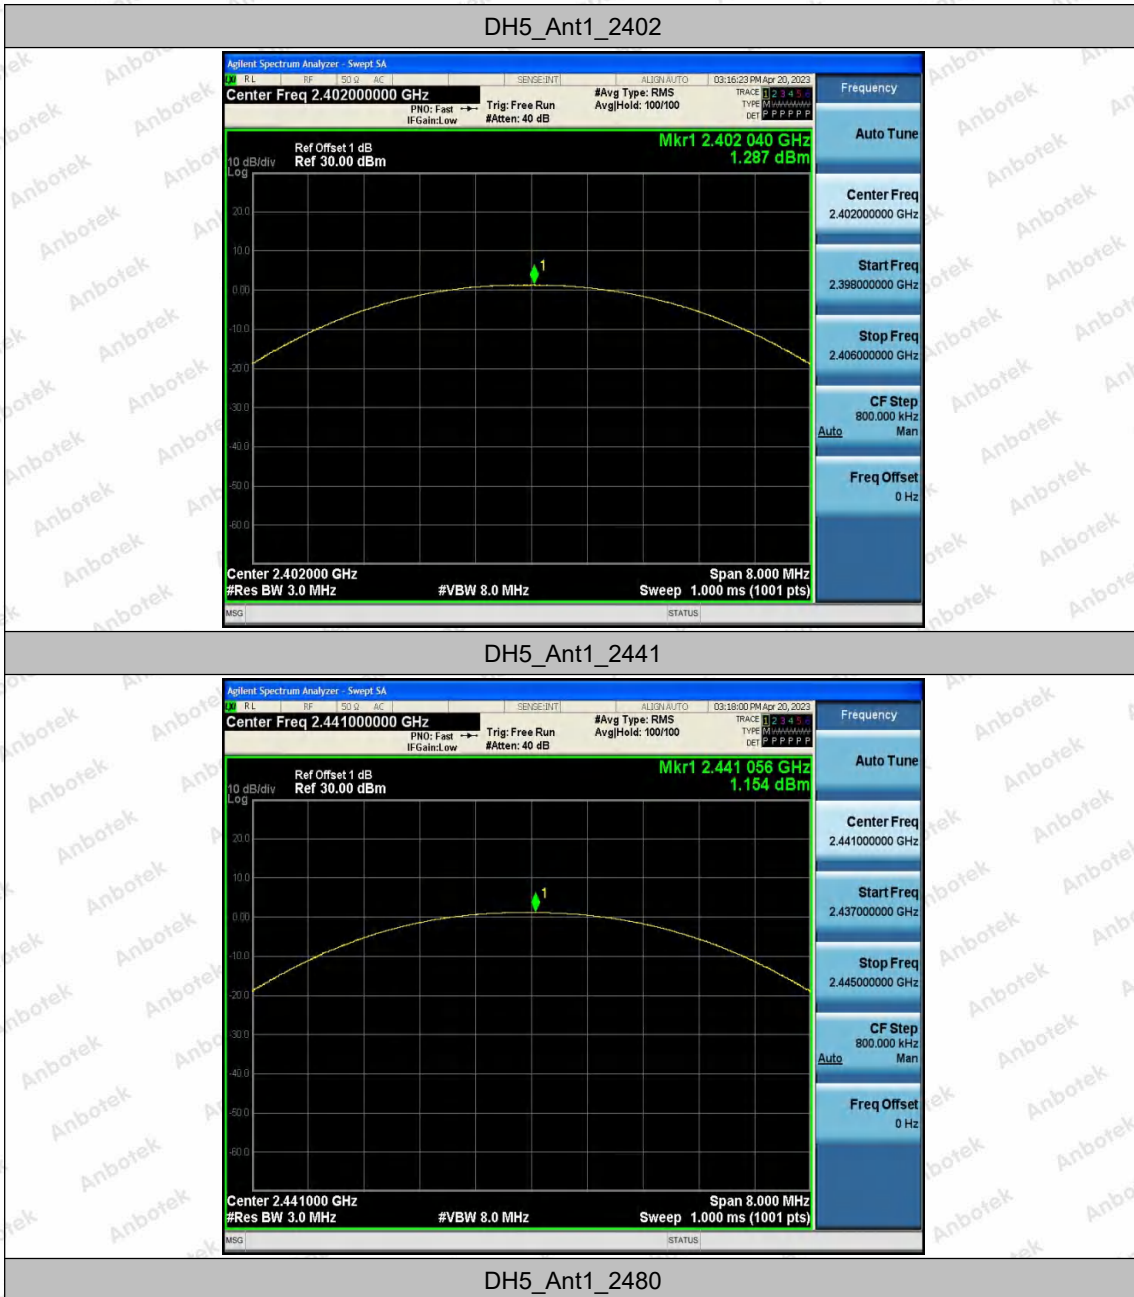 DH5_Ant1_2402
Agilent Spectrum Analyzer - Swept SA
RL RF 50 Ω AC SENSE:INT ALIGN AUTO 03:16:23 PM Apr 20, 2023
Center Freq 2.402000000 GHz
PNO: Fast
IFGain:Low
Trig: Free Run
#Atten: 40 dB
#Avg Type: RMS
Avg|Hold: 100/100
TRACE 1 2 3 4 5 6
TYPE M
DET P P P P P P
Frequency
Mkr1 2.402 040 GHz
1.287 dBm
Ref Offset 1 dB
10 dB/div Ref 30.00 dBm
Log
20.0
10.0
0.00
-10.0
-20.0
-30.0
-40.0
-50.0
-60.0
1
Center 2.402000 GHz
#Res BW 3.0 MHz
#VBW 8.0 MHz
Span 8.000 MHz
Sweep 1.000 ms (1001 pts)
Auto Tune
Center Freq
2.402000000 GHz
Start Freq
2.398000000 GHz
Stop Freq
2.406000000 GHz
CF Step
800.000 kHz
Auto Man
Freq Offset
0 Hz
MSG STATUS
DH5_Ant1_2441
Agilent Spectrum Analyzer - Swept SA
RL RF 50 Ω AC SENSE:INT ALIGN AUTO 03:18:00 PM Apr 20, 2023
Center Freq 2.441000000 GHz
PNO: Fast
IFGain:Low
Trig: Free Run
#Atten: 40 dB
#Avg Type: RMS
Avg|Hold: 100/100
TRACE 1 2 3 4 5 6
TYPE M
DET P P P P P P
Frequency
Mkr1 2.441 056 GHz
1.154 dBm
Ref Offset 1 dB
10 dB/div Ref 30.00 dBm
Log
20.0
10.0
0.00
-10.0
-20.0
-30.0
-40.0
-50.0
-60.0
1
Center 2.441000 GHz
#Res BW 3.0 MHz
#VBW 8.0 MHz
Span 8.000 MHz
Sweep 1.000 ms (1001 pts)
Auto Tune
Center Freq
2.441000000 GHz
Start Freq
2.437000000 GHz
Stop Freq
2.445000000 GHz
CF Step
800.000 kHz
Auto Man
Freq Offset
0 Hz
MSG STATUS
DH5_Ant1_2480
Anbotek